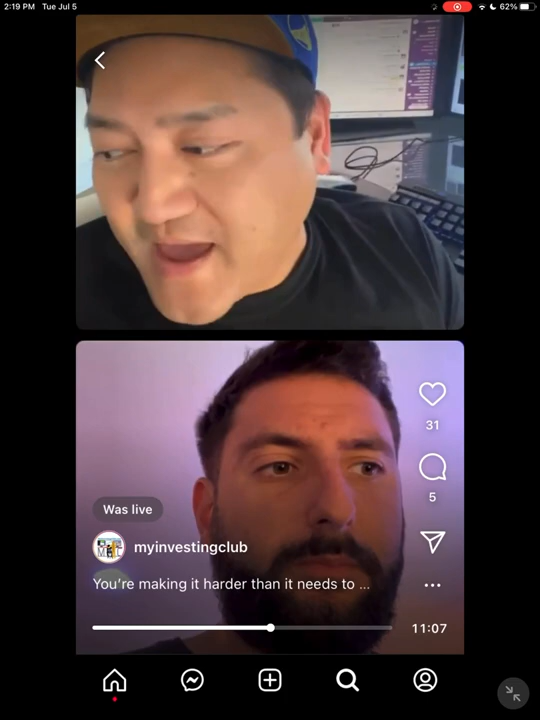 2:19 PM Tue Jul 5
62%
31
5
Was live
myinvestingclub
You're making it harder than it needs to ...
11:07